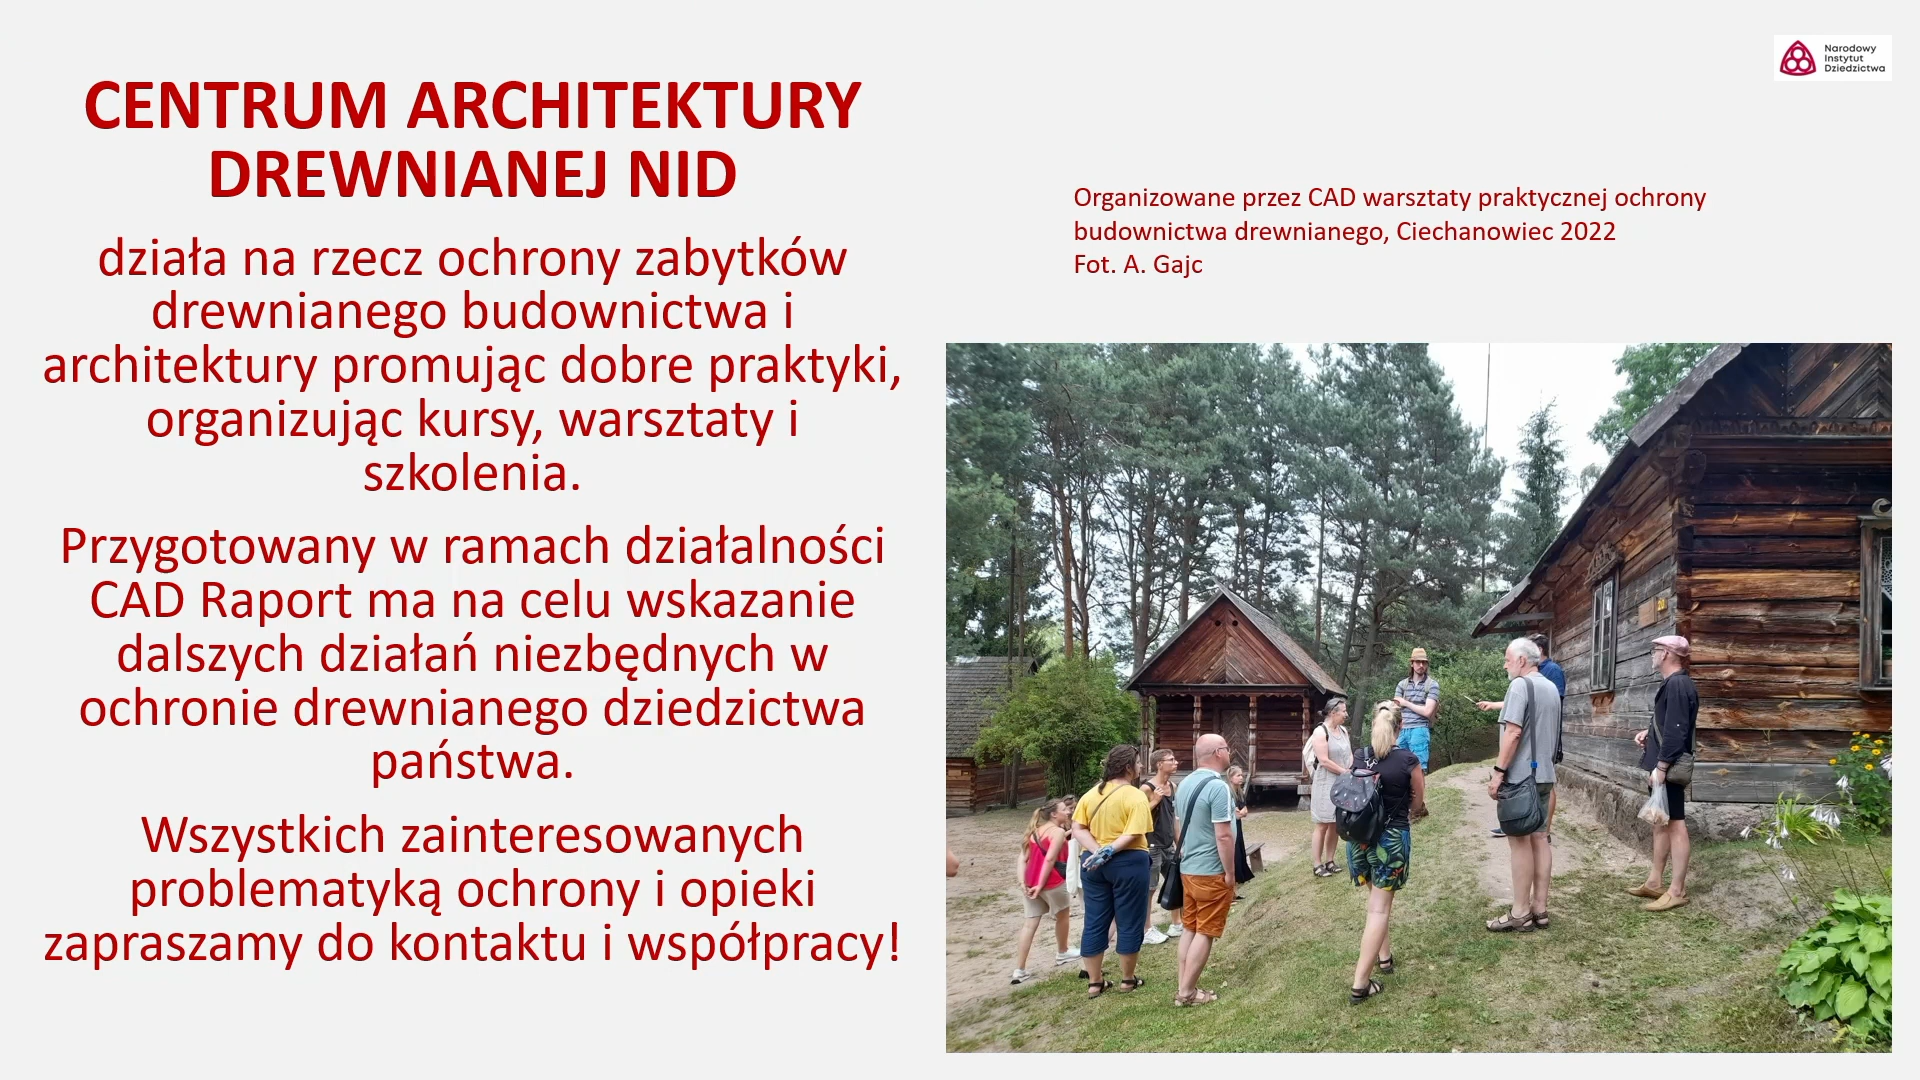 CENTRUM ARCHITEKTURY
DREWNIANEJ NID
działa na rzecz ochrony zabytków
drewnianego budownictwa i
architektury promując dobre praktyki,
organizując kursy, warsztaty i
szkolenia.
Przygotowany w ramach działalności
CAD Raport ma na celu wskazanie
dalszych działań niezbędnych w
ochronie drewnianego dziedzictwa
państwa.
Wszystkich zainteresowanych
problematyką ochrony i opieki
zapraszamy do kontaktu i współpracy!
Narodowy
Instytut
Dziedzictwa
Organizowane przez CAD warsztaty praktycznej ochrony
budownictwa drewnianego, Ciechanowiec 2022
Fot. A. Gajc